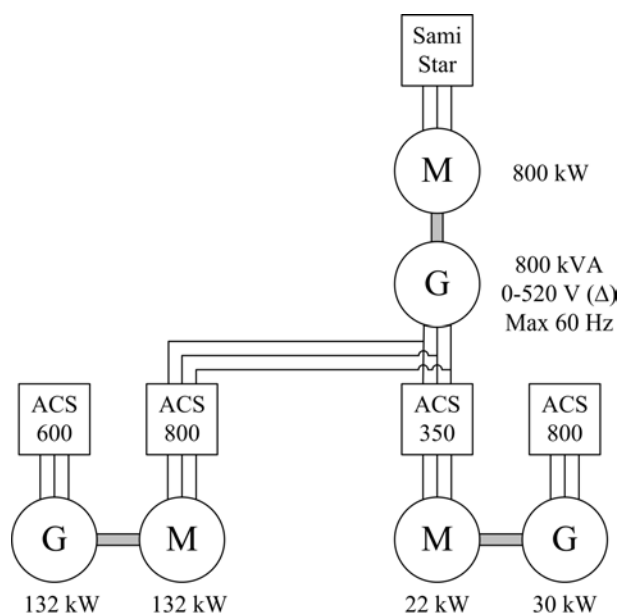 Sami
Star
M
800 kW
G
800 kVA
0-520 V (Δ)
Max 60 Hz
ACS
600
ACS
800
ACS
350
ACS
800
G
M
M
G
132 kW
132 kW
22 kW
30 kW